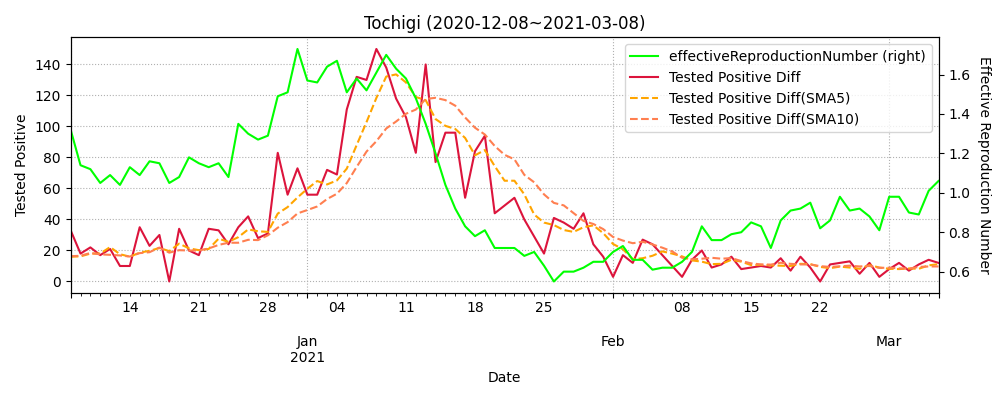 Tochigi (2020-12-08~2021-03-08)
effectiveReproductionNumber (right)
Tested Positive Diff
Tested Positive Diff(SMA5)
Tested Positive Diff(SMA10)
Tested Positive
140
120
100
80
60
40
20
0
1.6
1.4
1.2
1.0
0.8
0.6
Effective Reproduction Number
14 21 28 04 11 18 25 08 15 22
Jan Feb Mar
2021
Date